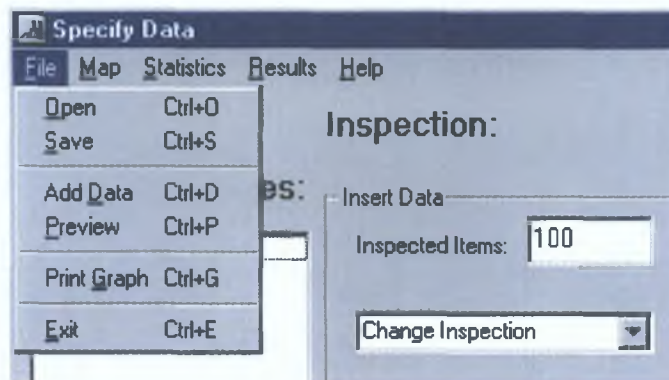 Specify Data
File Map Statistics Results Help
Open Ctrl+O
Save Ctrl+S
Add Data Ctrl+D
Preview Ctrl+P
Print Graph Ctrl+G
Exit Ctrl+E
es:
Inspection:
Insert Data
Inspected Items: 100
Change Inspection